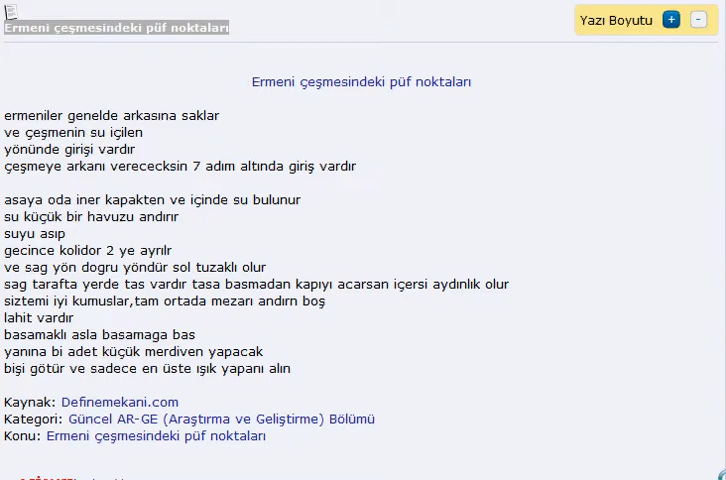 Ermeni çeşmesindeki püf noktaları
Yazı Boyutu + -
Ermeni çeşmesindeki püf noktaları
ermeniler genelde arkasına saklar
ve çeşmenin su içilen
yönünde girişi vardır
çeşmeye arkanı verececksin 7 adım altında giriş vardır
asaya oda iner kapakten ve içinde su bulunur
su küçük bir havuzu andırır
suyu asıp
gecince kolidor 2 ye ayrılr
ve sag yön dogru yöndür sol tuzaklı olur
sag tarafta yerde tas vardır tasa basmadan kapıyı acarsan içersi aydınlık olur
siztemi iyi kumuslar,tam ortada mezarı andırn boş
lahit vardır
basamaklı asla basamaga bas
yanına bi adet küçük merdiven yapacak
bişi götür ve sadece en üste ışık yapanı alın
Kaynak: Definemekani.com
Kategori: Güncel AR-GE (Araştırma ve Geliştirme) Bölümü
Konu: Ermeni çeşmesindeki püf noktaları